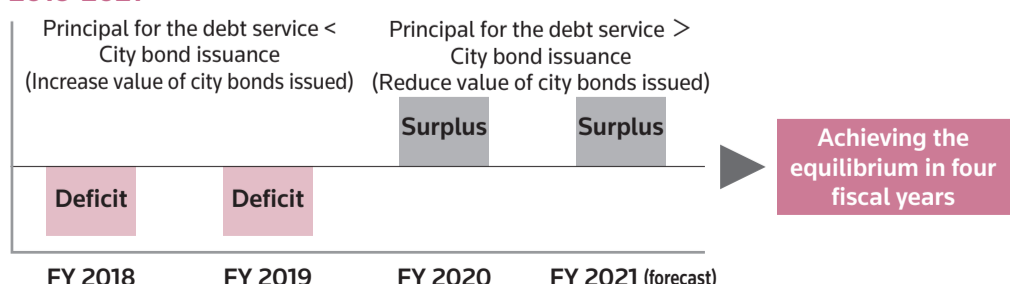 Principal for the debt service <
City bond issuance
(Increase value of city bonds issued)
Principal for the debt service >
City bond issuance
(Reduce value of city bonds issued)
Surplus
Surplus
Deficit
Deficit
Achieving the
equilibrium in four
fiscal years
FY 2018
FY 2019
FY 2020
FY 2021 (forecast)